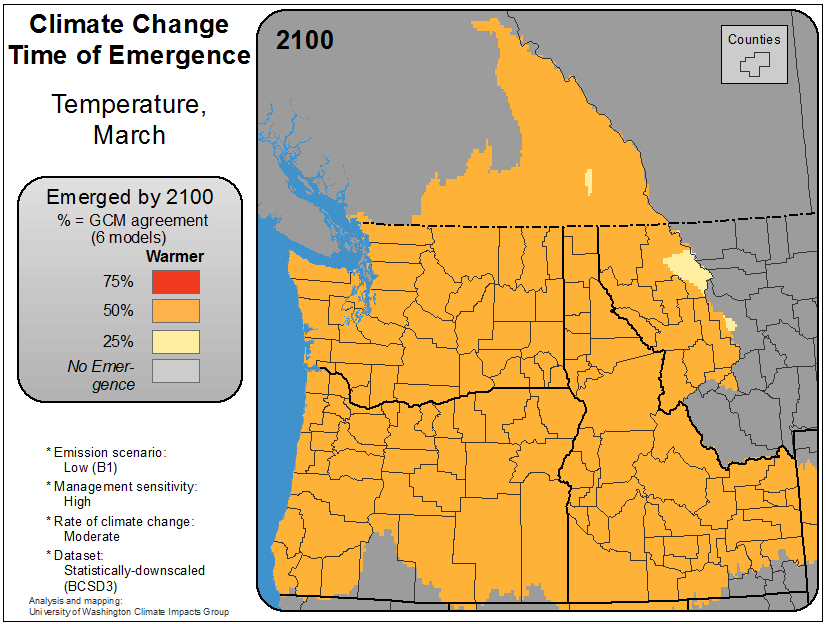 Climate Change
Time of Emergence
Temperature,
March
Emerged by 2100
% = GCM agreement
(6 models)
Warmer
75%
50%
25%
No Emer-
gence
* Emission scenario:
Low (B1)
* Management sensitivity:
High
* Rate of climate change:
Moderate
* Dataset:
Statistically-downscaled
(BCSD3)
Analysis and mapping:
University of Washington Climate Impacts Group
2100
Counties